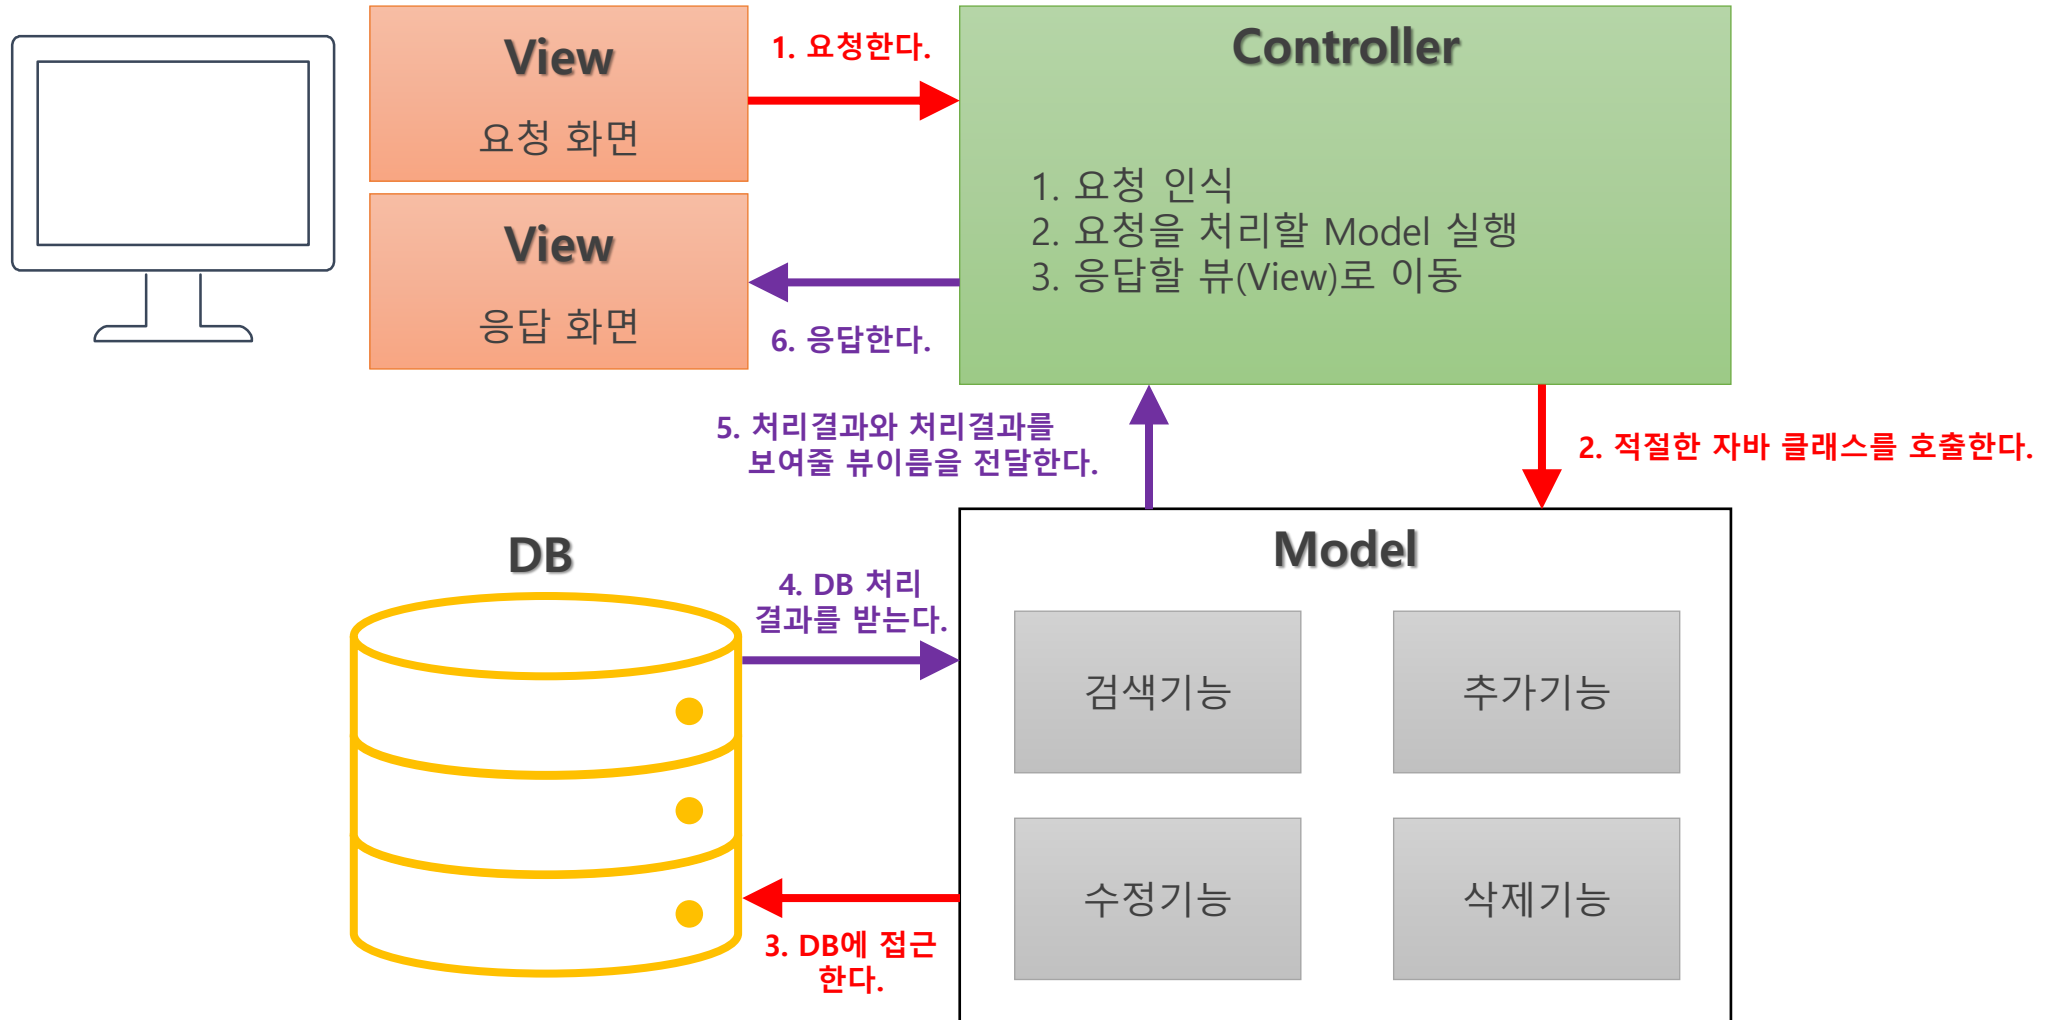 View
요청 화면
1. 요청한다.
Controller
1. 요청 인식
2. 요청을 처리할 Model 실행
3. 응답할 뷰(View)로 이동
View
응답 화면
6. 응답한다.
5. 처리결과와 처리결과를
보여줄 뷰이름을 전달한다.
2. 적절한 자바 클래스를 호출한다.
DB
4. DB 처리
결과를 받는다.
Model
검색기능
추가기능
수정기능
삭제기능
3. DB에 접근
한다.